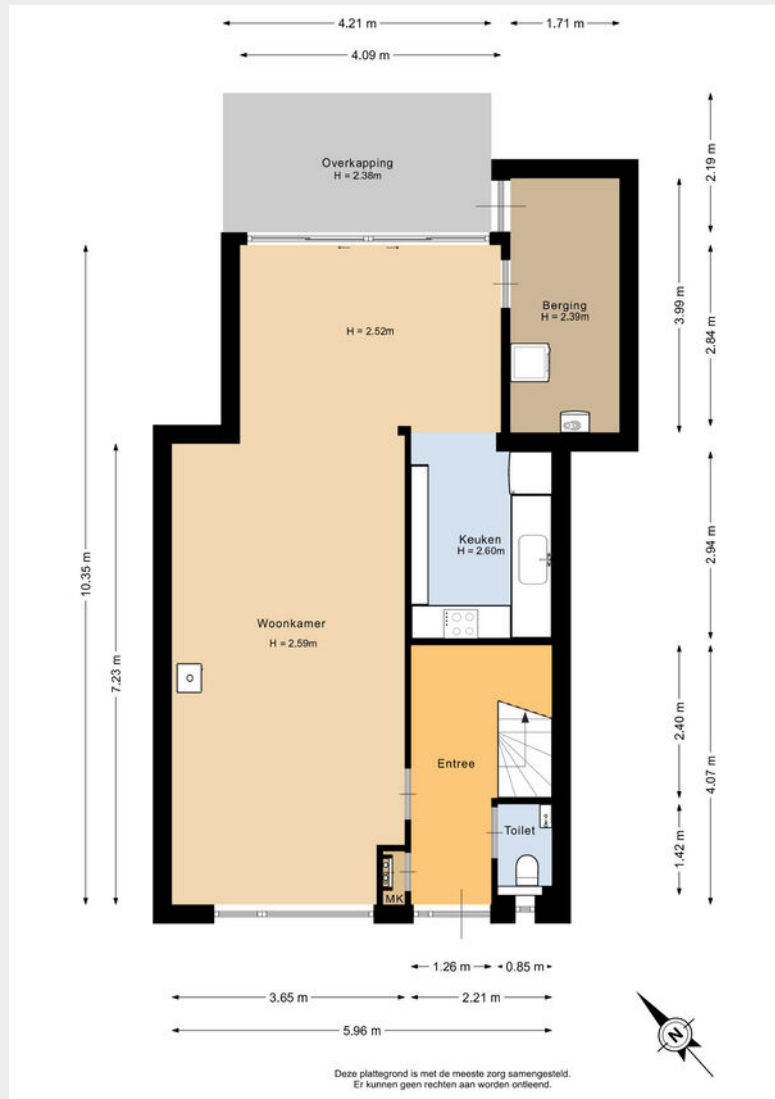 4.21 m
1.71 m
4.09 m
Overkapping
H = 2.38m
2.19 m
Berging
H = 2.39m
3.99 m
2.84 m
H = 2.52m
10.35 m
7.23 m
Keuken
H = 2.60m
2.94 m
Woonkamer
H = 2.59m
Entree
2.40 m
4.07 m
Toilet
1.42 m
MK
1.26 m
0.85 m
3.65 m
2.21 m
5.96 m
N
Deze plattegrond is met de meeste zorg samengesteld.
Er kunnen geen rechten aan worden ontleend.